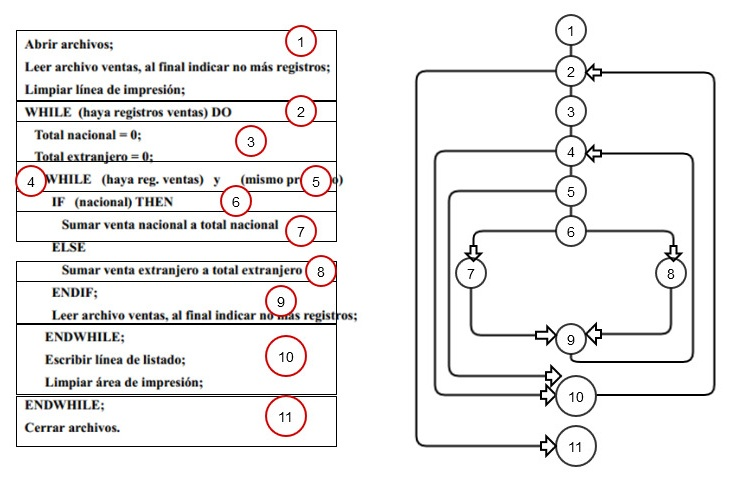 Abrir archivos; 1
Leer archivo ventas, al final indicar no más registros;
Limpiar línea de impresión;
WHILE (haya registros ventas) DO 2
Total nacional = 0; 3
Total extranjero = 0;
4 WHILE (haya reg. ventas) y (mismo pr 5 o)
IF (nacional) THEN 6
Sumar venta nacional a total nacional 7
ELSE
Sumar venta extranjero a total extranjero 8
ENDIF; 9
Leer archivo ventas, al final indicar no más registros;
ENDWHILE;
Escribir línea de listado; 10
Limpiar área de impresión;
ENDWHILE; 11
Cerrar archivos.
1
2
3
4
5
6
7 8
9
10
11